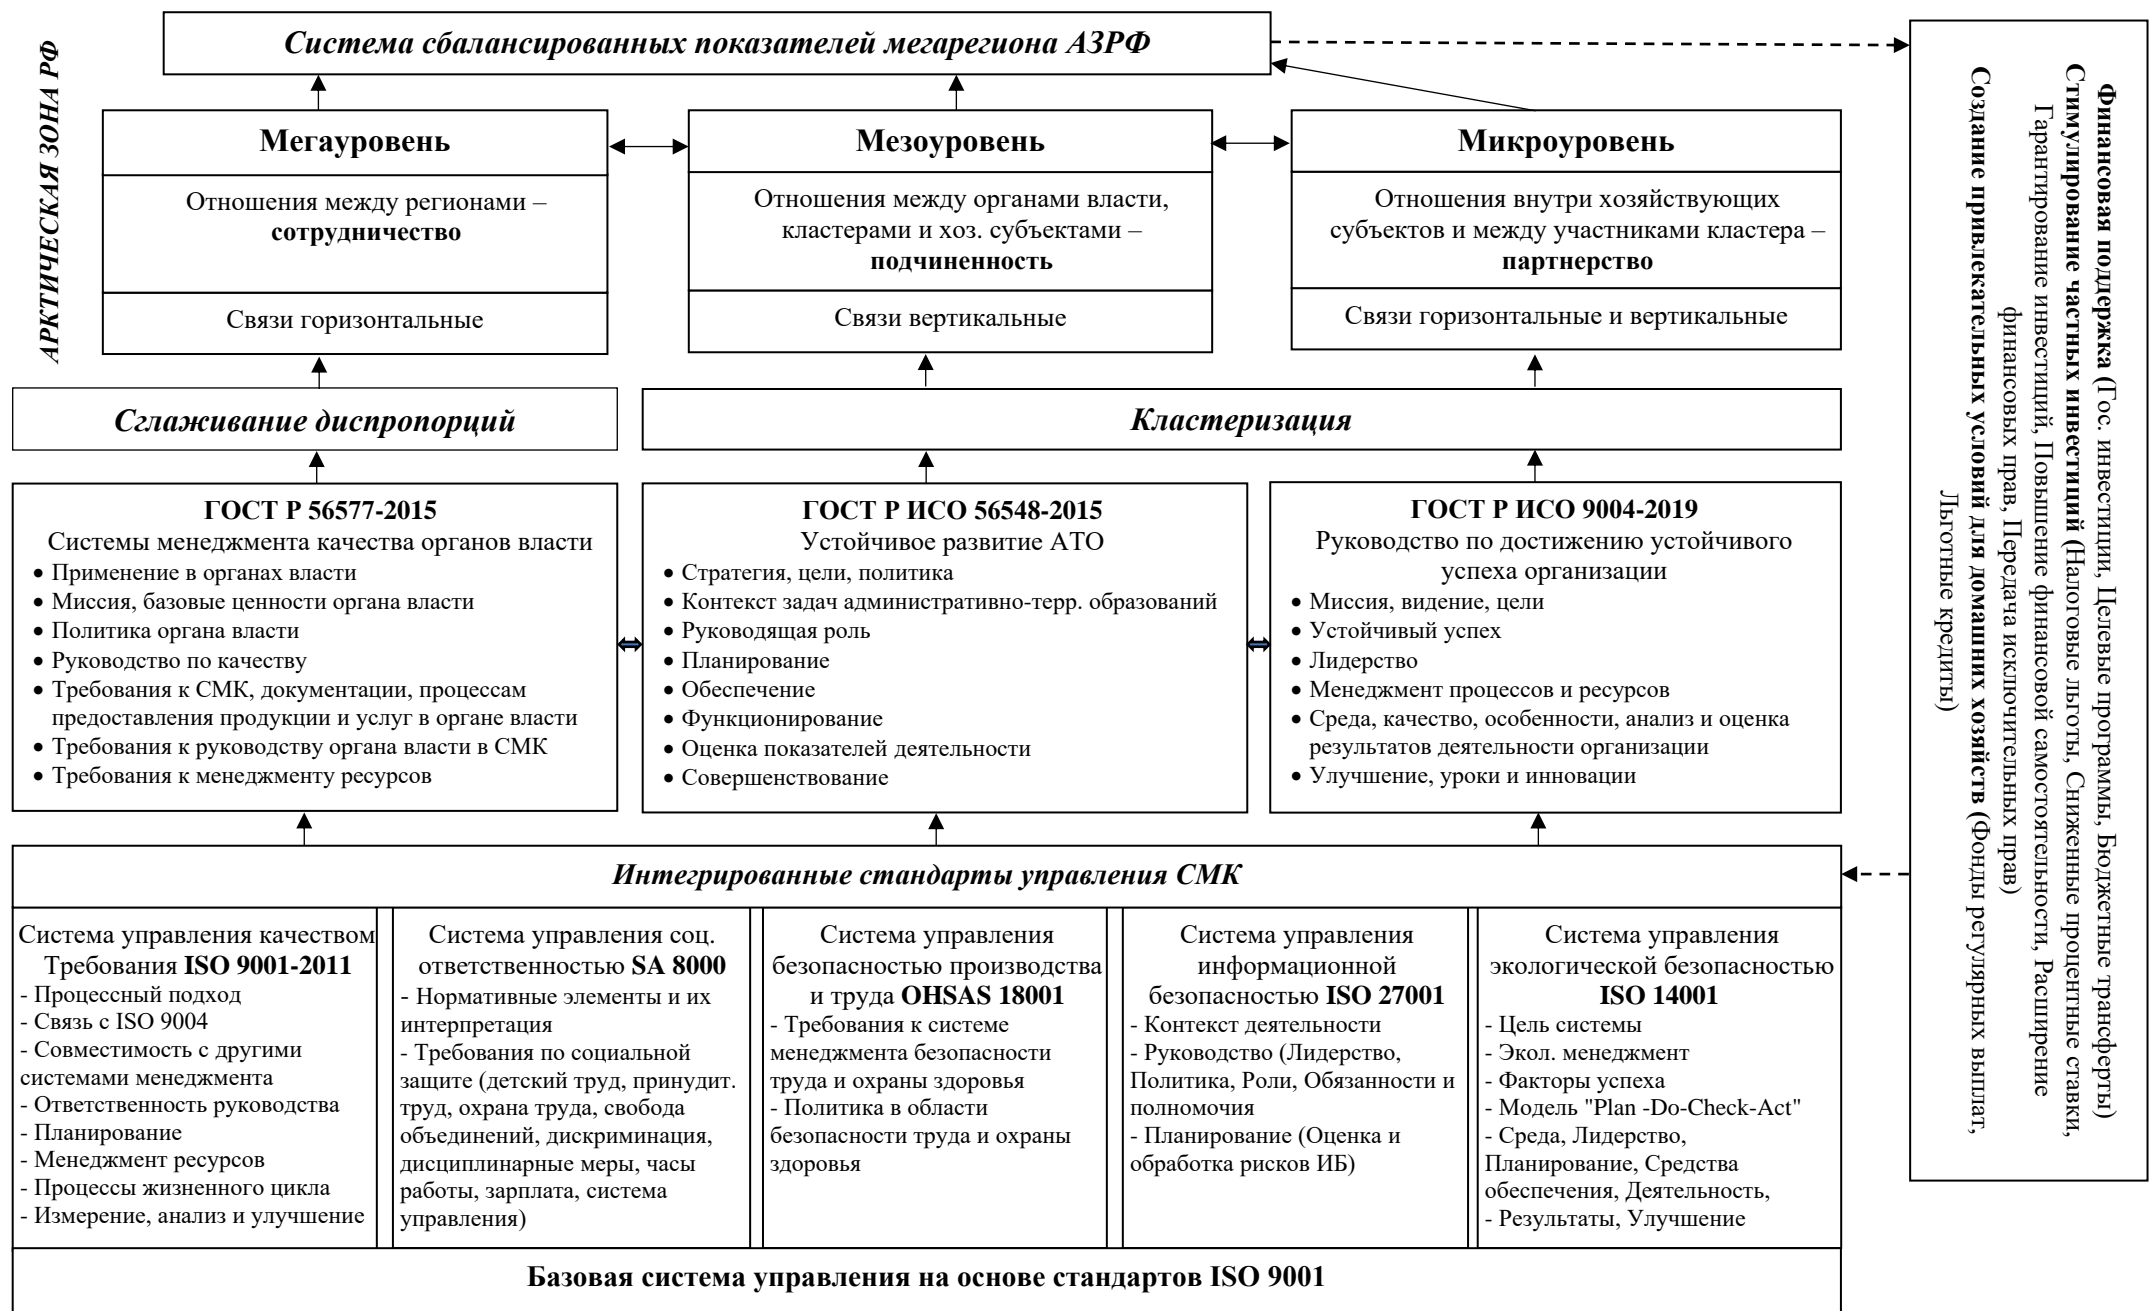 АРКТИЧЕСКАЯ ЗОНА РФ
Система сбалансированных показателей мегарегиона АЗРФ
Мегауровень
Отношения между регионами –
сотрудничество
Связи горизонтальные
Мезоуровень
Отношения между органами власти,
кластерами и хоз. субъектами –
подчиненность
Связи вертикальные
Микроуровень
Отношения внутри хозяйствующих
субъектов и между участниками кластера –
партнерство
Связи горизонтальные и вертикальные
Сглаживание диспропорций
Кластеризация
ГОСТ Р 56577-2015
Системы менеджмента качества органов власти
• Применение в органах власти
• Миссия, базовые ценности органа власти
• Политика органа власти
• Руководство по качеству
• Требования к СМК, документации, процессам
предоставления продукции и услуг в органе власти
• Требования к руководству органа власти в СМК
• Требования к менеджменту ресурсов
ГОСТ Р ИСО 56548-2015
Устойчивое развитие АТО
• Стратегия, цели, политика
• Контекст задач административно-терр. образований
• Руководящая роль
• Планирование
• Обеспечение
• Функционирование
• Оценка показателей деятельности
• Совершенствование
ГОСТ Р ИСО 9004-2019
Руководство по достижению устойчивого
успеха организации
• Миссия, видение, цели
• Устойчивый успех
• Лидерство
• Менеджмент процессов и ресурсов
• Среда, качество, особенности, анализ и оценка
результатов деятельности организации
• Улучшение, уроки и инновации
Интегрированные стандарты управления СМК
Система управления качеством
Требования ISO 9001-2011
- Процессный подход
- Связь с ISO 9004
- Совместимость с другими
системами менеджмента
- Ответственность руководства
- Планирование
- Менеджмент ресурсов
- Процессы жизненного цикла
- Измерение, анализ и улучшение
Система управления соц.
ответственностью SA 8000
- Нормативные элементы и их
интерпретация
- Требования по социальной
защите (детский труд, принудит.
труд, охрана труда, свобода
объединений, дискриминация,
дисциплинарные меры, часы
работы, зарплата, система
управления)
Система управления
безопасностью производства
и труда OHSAS 18001
- Требования к системе
менеджмента безопасности
труда и охраны здоровья
- Политика в области
безопасности труда и охраны
здоровья
Система управления
информационной
безопасностью ISO 27001
- Контекст деятельности
- Руководство (Лидерство,
Политика, Роли, Обязанности и
полномочия
- Планирование (Оценка и
обработка рисков ИБ)
Система управления
экологической безопасностью
ISO 14001
- Цель системы
- Экол. менеджмент
- Факторы успеха
- Модель "Plan -Do-Check-Act"
- Среда, Лидерство,
Планирование, Средства
обеспечения, Деятельность,
- Результаты, Улучшение
Базовая система управления на основе стандартов ISO 9001
Финансовая поддержка (Гос. инвестиции, Целевые программы, Бюджетные трансферты)
Стимулирование частных инвестиций (Налоговые льготы, Сниженные процентные ставки,
Гарантирование инвестиций, Повышение финансовой самостоятельности, Расширение
финансовых прав, Передача исключительных прав)
Создание привлекательных условий для домашних хозяйств (Фонды регулярных выплат,
Льготные кредиты)